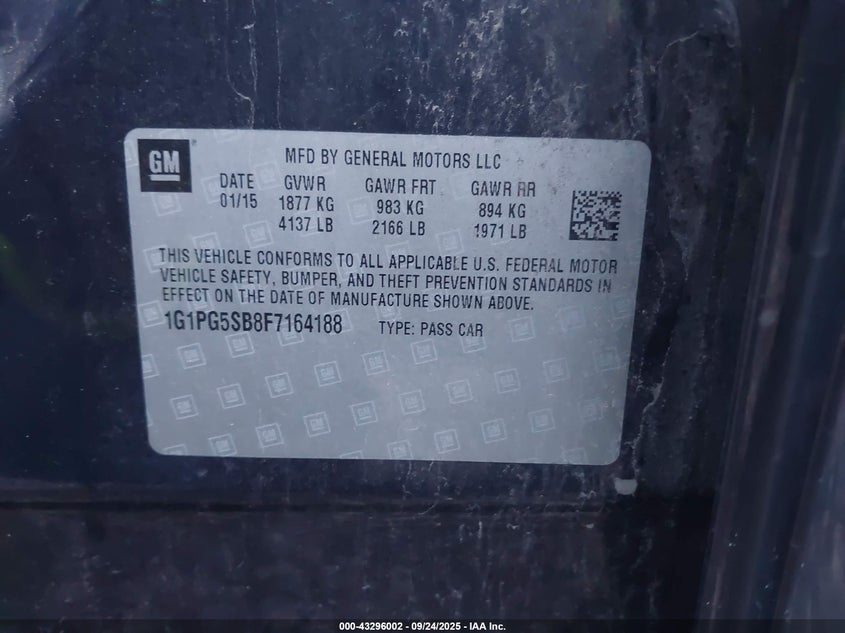 GM
MFD BY GENERAL MOTORS LLC
DATE GVWR GAWR FRT GAWR RR
01/15 1877 KG 983 KG 894 KG
4137 LB 2166 LB 1971 LB
THIS VEHICLE CONFORMS TO ALL APPLICABLE U.S. FEDERAL MOTOR
VEHICLE SAFETY, BUMPER, AND THEFT PREVENTION STANDARDS IN
EFFECT ON THE DATE OF MANUFACTURE SHOWN ABOVE.
1G1PG5SB8F7164188 TYPE: PASS CAR
000-43296002 - 09/24/2025 - IAA Inc.